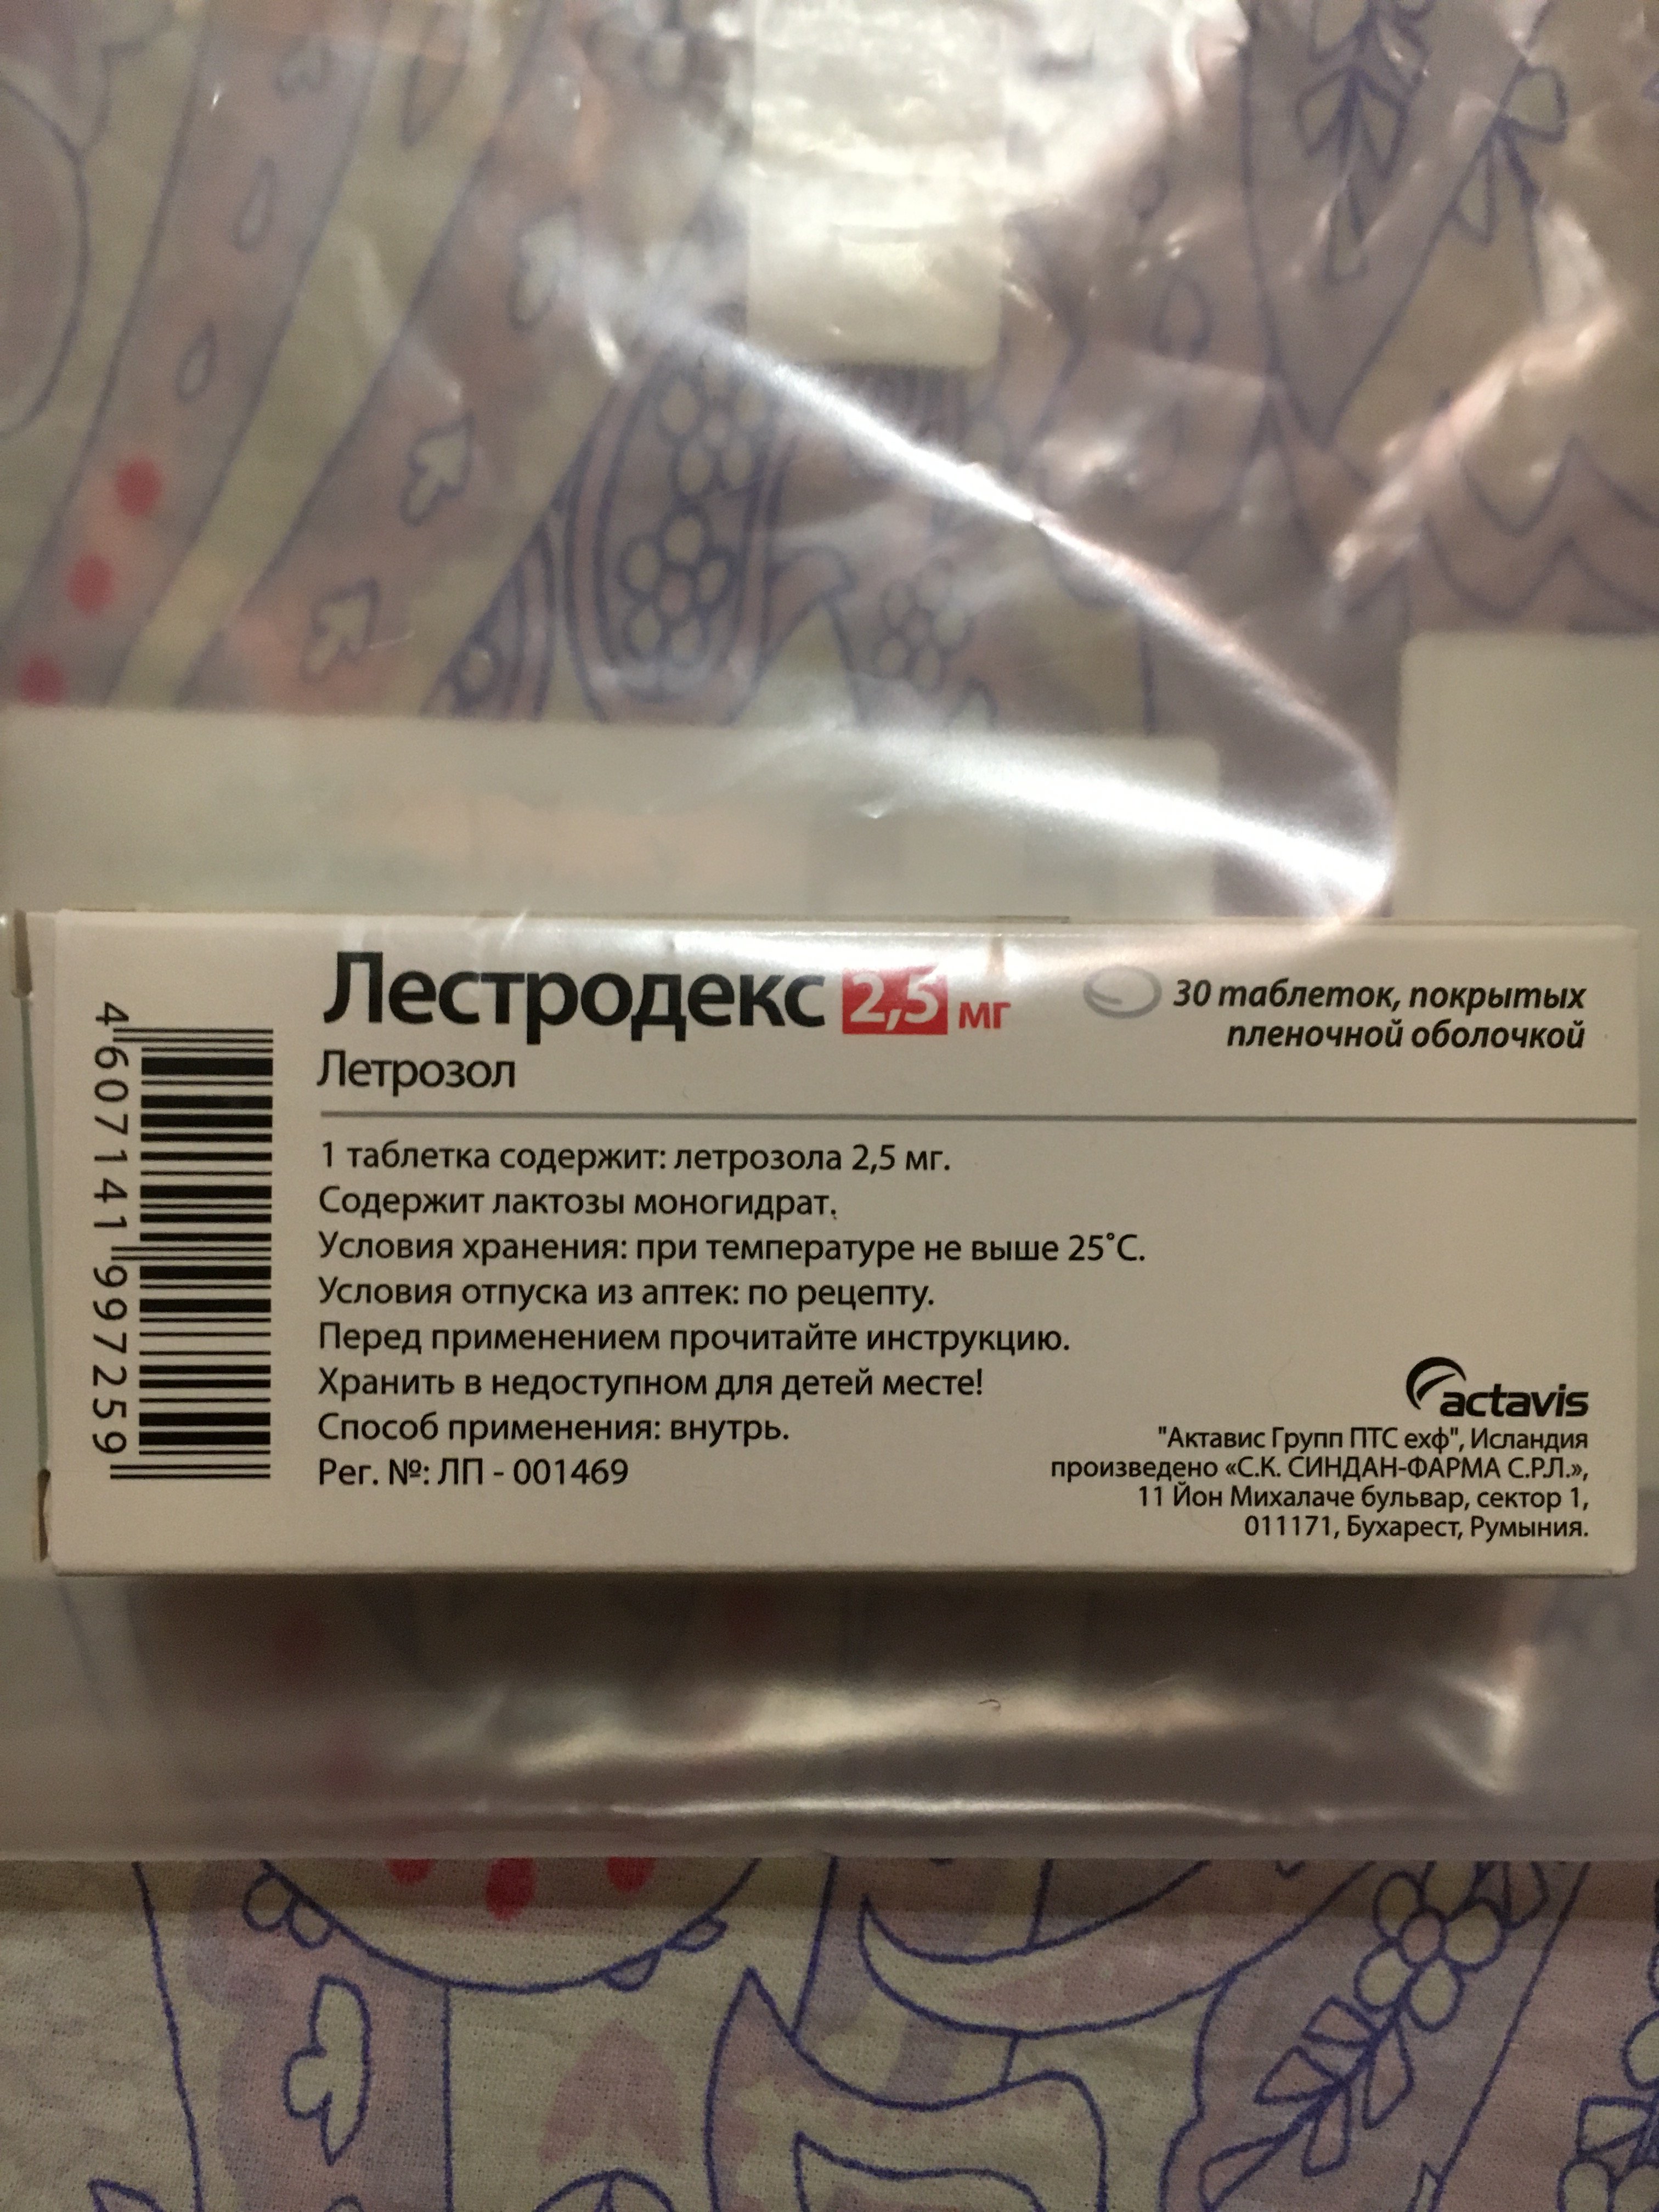 Лестродекс 2,5 мг
Летрозол
30 таблеток, покрытых
пленочной оболочкой
1 таблетка содержит: летрозола 2,5 мг.
Содержит лактозы моногидрат.
Условия хранения: при температуре не выше 25˚С.
Условия отпуска из аптек: по рецепту.
Перед применением прочитайте инструкцию.
Хранить в недоступном для детей месте!
Способ применения: внутрь.
Рег. №: ЛП - 001469
4 607141 997259
actavis
"Актавис Групп ПТС ехф", Исландия
произведено «С.К. СИНДАН-ФАРМА С.Р.Л.»,
11 Йон Михалаче бульвар, сектор 1,
011171, Бухарест, Румыния.